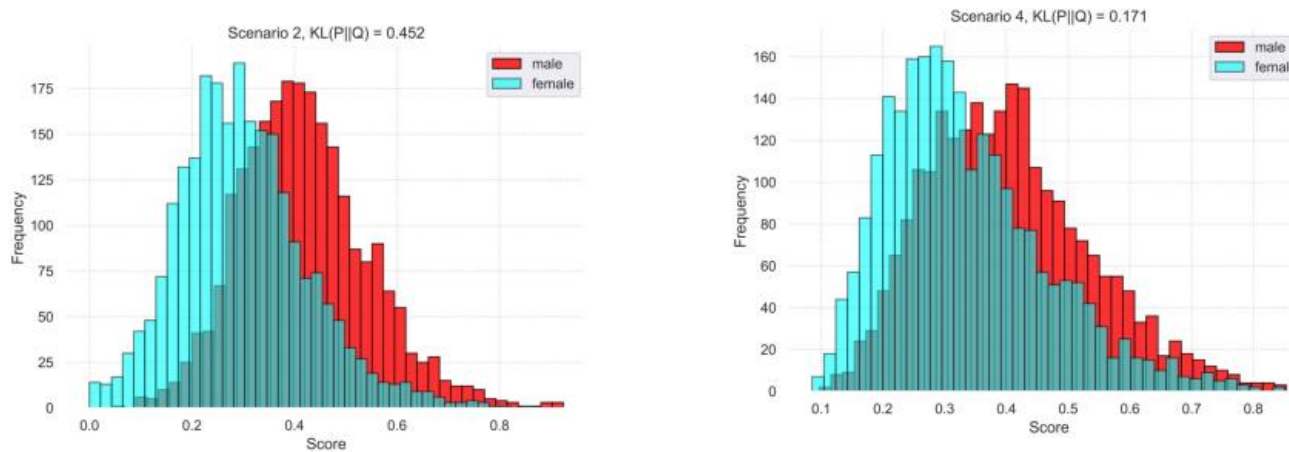 Scenario 2, KL(P||Q) = 0.452
male
female
175
150
125
100
75
50
25
0
Frequency
0.0 0.2 0.4 0.6 0.8
Score
Scenario 4, KL(P||Q) = 0.171
male
female
160
140
120
100
80
60
40
20
0
Frequency
0.1 0.2 0.3 0.4 0.5 0.6 0.7 0.8
Score